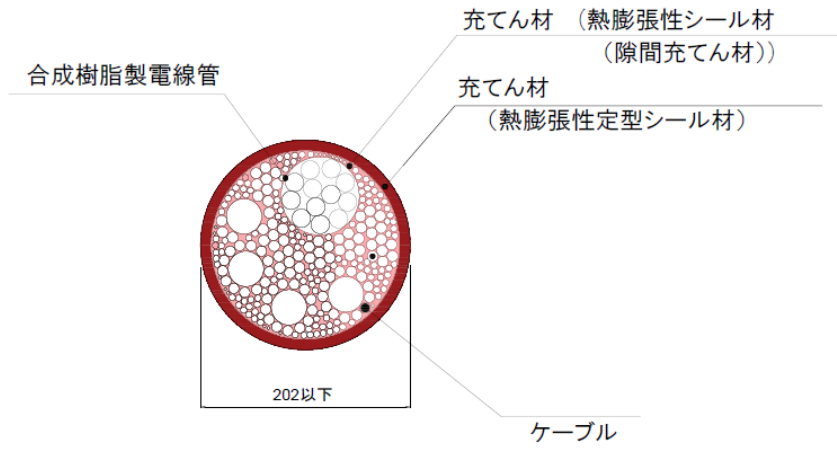 充てん材 （熱膨張性シール材
（隙間充てん材））
合成樹脂製電線管
充てん材
（熱膨張性定型シール材）
202以下
ケーブル